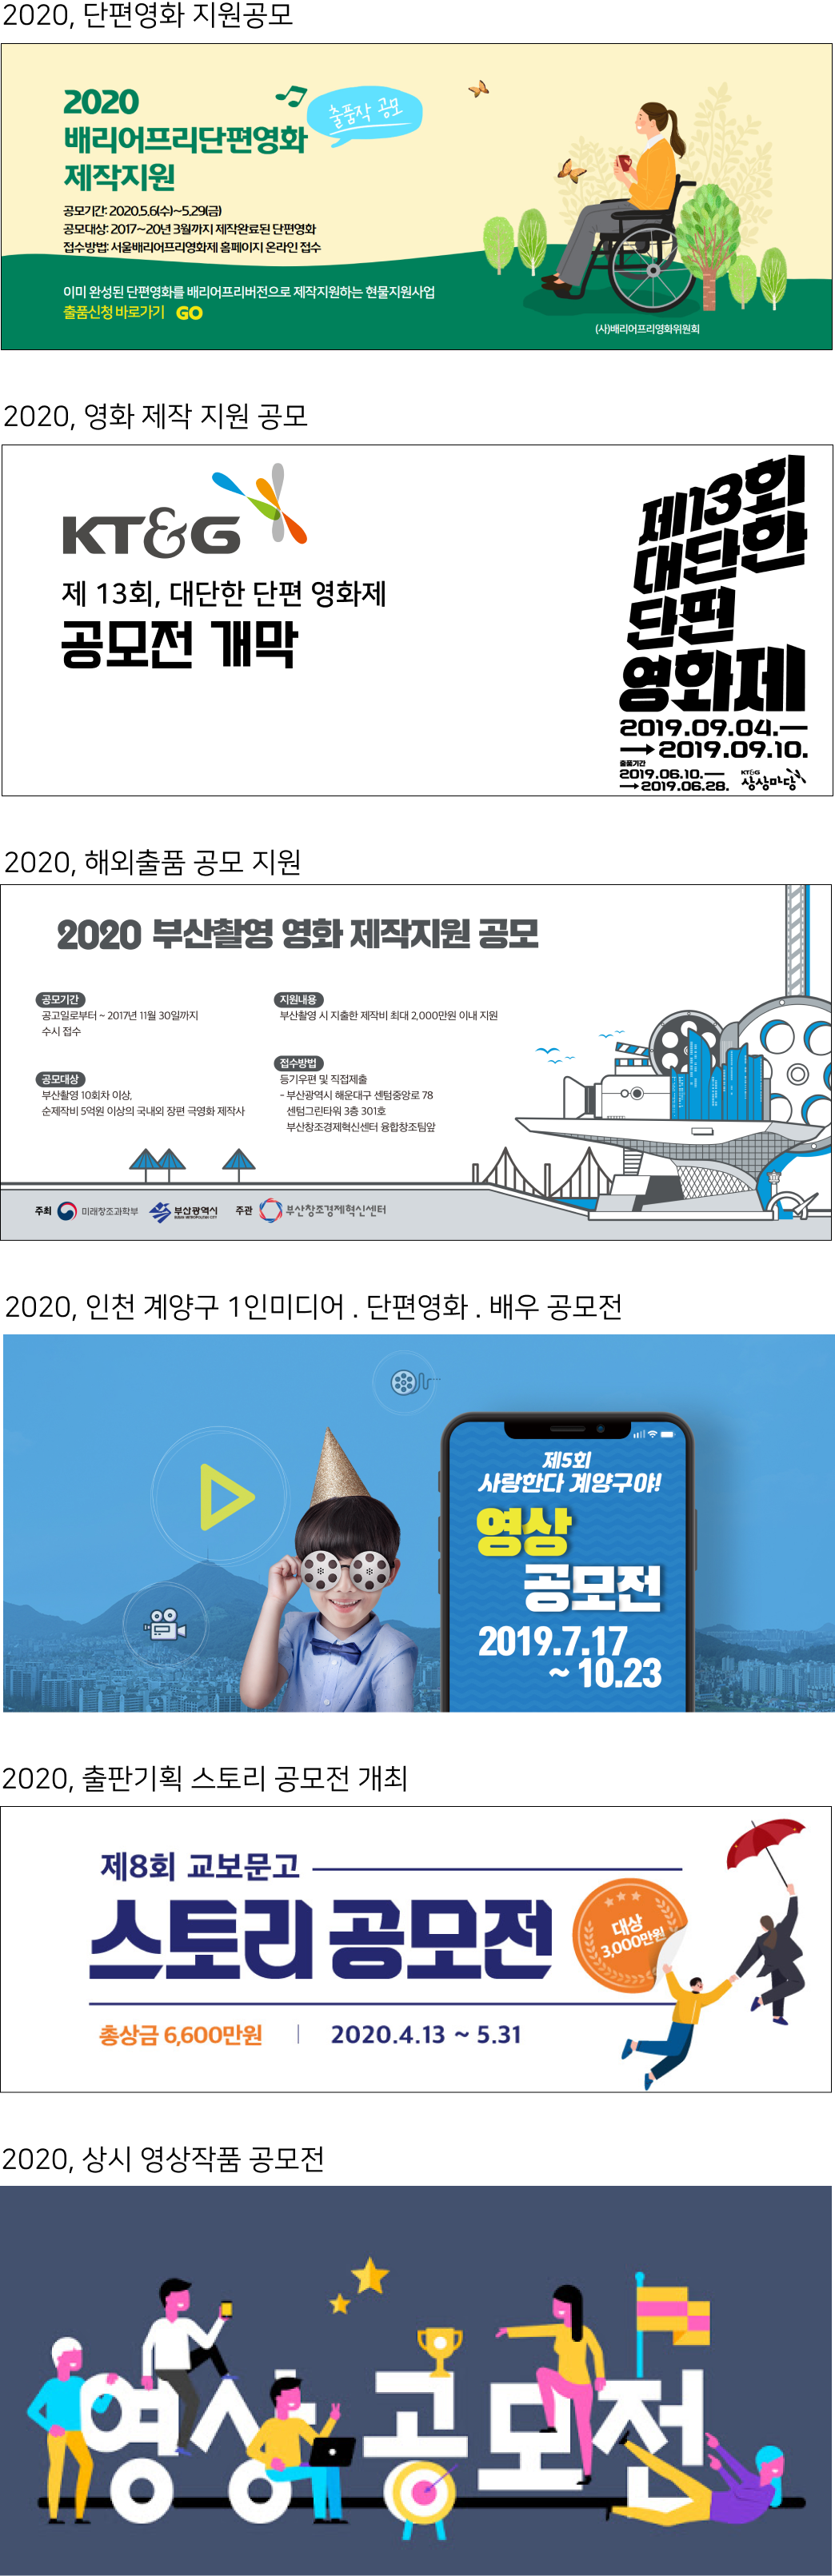 2020, 단편영화 지원공모
2020
배리어프리단편영화
제작지원
출품작 공모
공모기간: 2020.5.6(수)~5.29(금)
공모대상: 2017~20년 3월까지 제작완료된 단편영화
접수방법: 서울배리어프리영화제 홈페이지 온라인 접수
이미 완성된 단편영화를 배리어프리버전으로 제작지원하는 현물지원사업
출품신청 바로가기 GO
(사)배리어프리영화위원회
2020, 영화 제작 지원 공모
KT&G
제 13회, 대단한 단편 영화제
공모전 개막
제13회
대단한
단편
영화제
2019.09.04.—
→ 2019.09.10.
출품기간
2019.06.10.—
→ 2019.06.28.
KT&G
상상마당
2020, 해외출품 공모 지원
2020 부산촬영 영화 제작지원 공모
공모기간
공고일로부터 ~ 2017년 11월 30일까지
수시 접수
공모대상
부산촬영 10회차 이상,
순제작비 5억원 이상의 국내외 장편 극영화 제작사
지원내용
부산촬영 시 지출한 제작비 최대 2,000만원 이내 지원
접수방법
등기우편 및 직접제출
- 부산광역시 해운대구 센텀중앙로 78
센텀그린타워 3층 301호
부산창조경제혁신센터 융합창조팀앞
주최 미래창조과학부 부산광역시 주관 부산창조경제혁신센터
BUSAN METROPOLITAN CITY
2020, 인천 계양구 1인미디어 . 단편영화 . 배우 공모전
제5회
사랑한다 계양구야!
영상
공모전
2019.7.17
~ 10.23
2020, 출판기획 스토리 공모전 개최
제8회 교보문고
스토리 공모전
대상
3,000만원
총상금 6,600만원 | 2020.4.13 ~ 5.31
2020, 상시 영상작품 공모전
영상 공모전